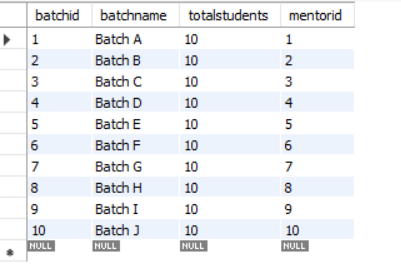 batchid batchname totalstudents mentorid
1 Batch A 10 1
2 Batch B 10 2
3 Batch C 10 3
4 Batch D 10 4
5 Batch E 10 5
6 Batch F 10 6
7 Batch G 10 7
8 Batch H 10 8
9 Batch I 10 9
10 Batch J 10 10
NULL NULL NULL NULL